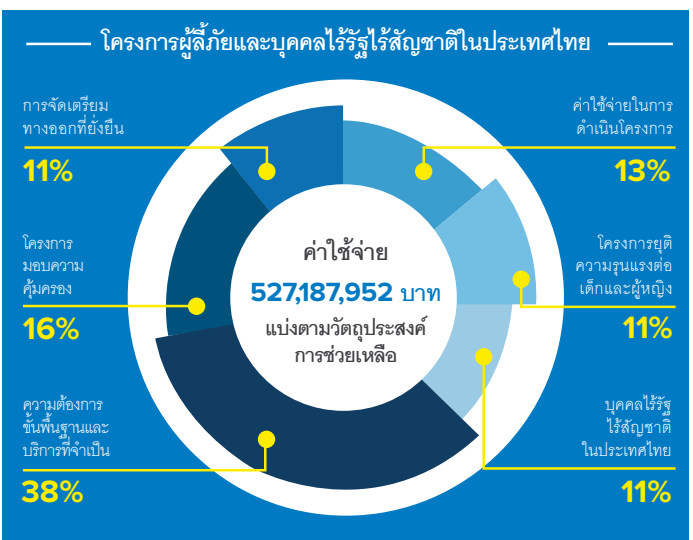 โครงการผู้ลี้ภัยและบุคคลไร้รัฐไร้สัญชาติในประเทศไทย
การจัดเตรียม
ทางออกที่ยั่งยืน
11%
โครงการ
มอบความ
คุ้มครอง
16%
ความต้องการ
ขั้นพื้นฐานและ
บริการที่จำเป็น
38%
ค่าใช้จ่าย
527,187,952 บาท
แบ่งตามวัตถุประสงค์
การช่วยเหลือ
ค่าใช้จ่ายในการ
ดำเนินโครงการ
13%
โครงการยุติ
ความรุนแรงต่อ
เด็กและผู้หญิง
11%
บุคคลไร้รัฐ
ไร้สัญชาติ
ในประเทศไทย
11%